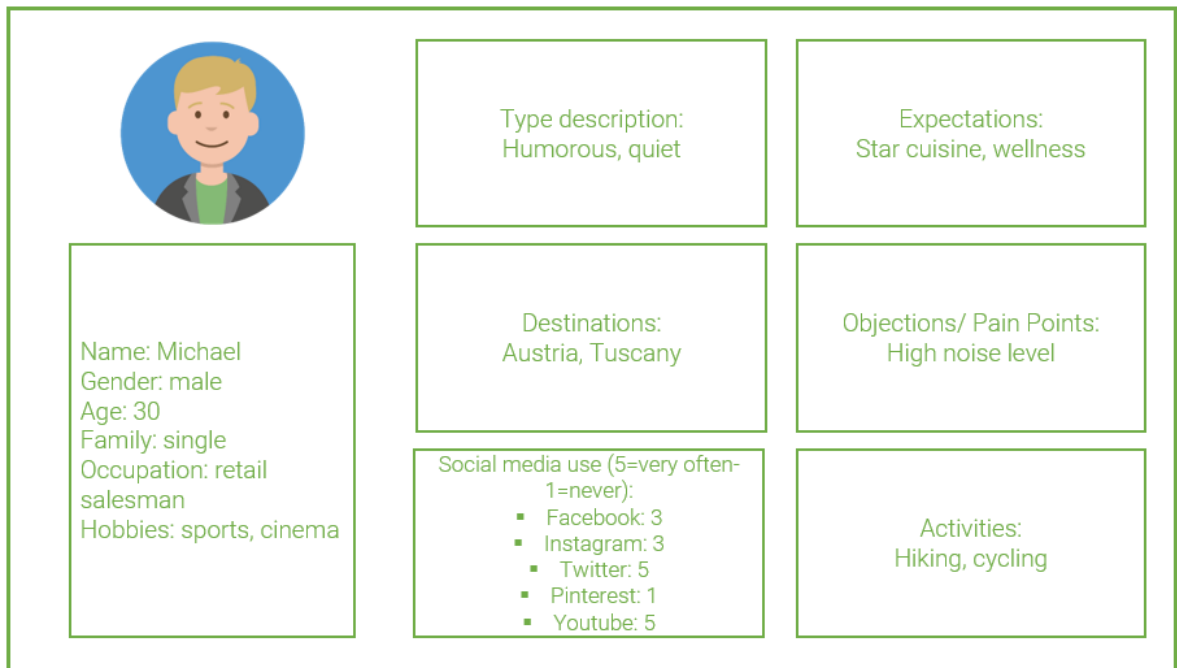 Type description:
Humorous, quiet
Expectations:
Star cuisine, wellness
Name: Michael
Gender: male
Age: 30
Family: single
Occupation: retail
salesman
Hobbies: sports, cinema
Destinations:
Austria, Tuscany
Objections/ Pain Points:
High noise level
Social media use (5=very often-
1=never):
▪ Facebook: 3
▪ Instagram: 3
▪ Twitter: 5
▪ Pinterest: 1
▪ Youtube: 5
Activities:
Hiking, cycling